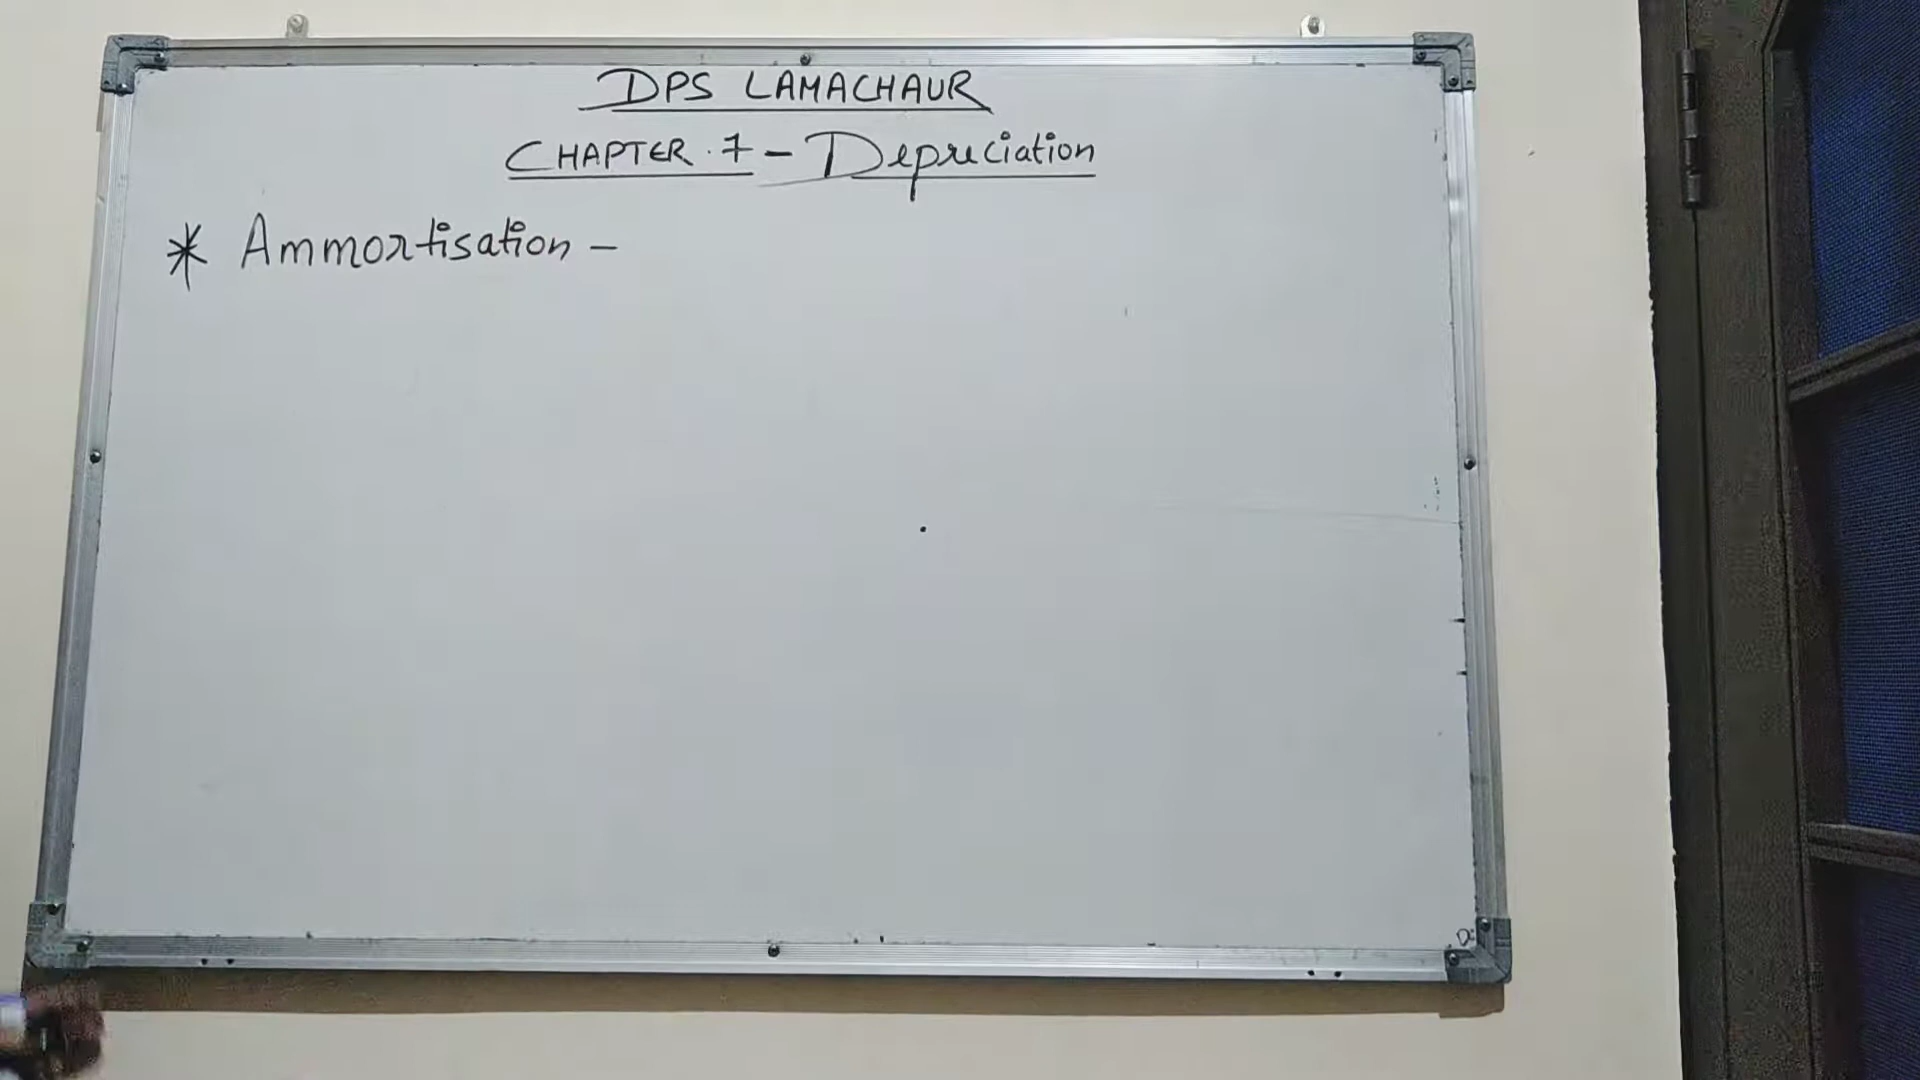 DPS LAMACHAUR
CHAPTER.7 - Depreciation
* Ammortisation -